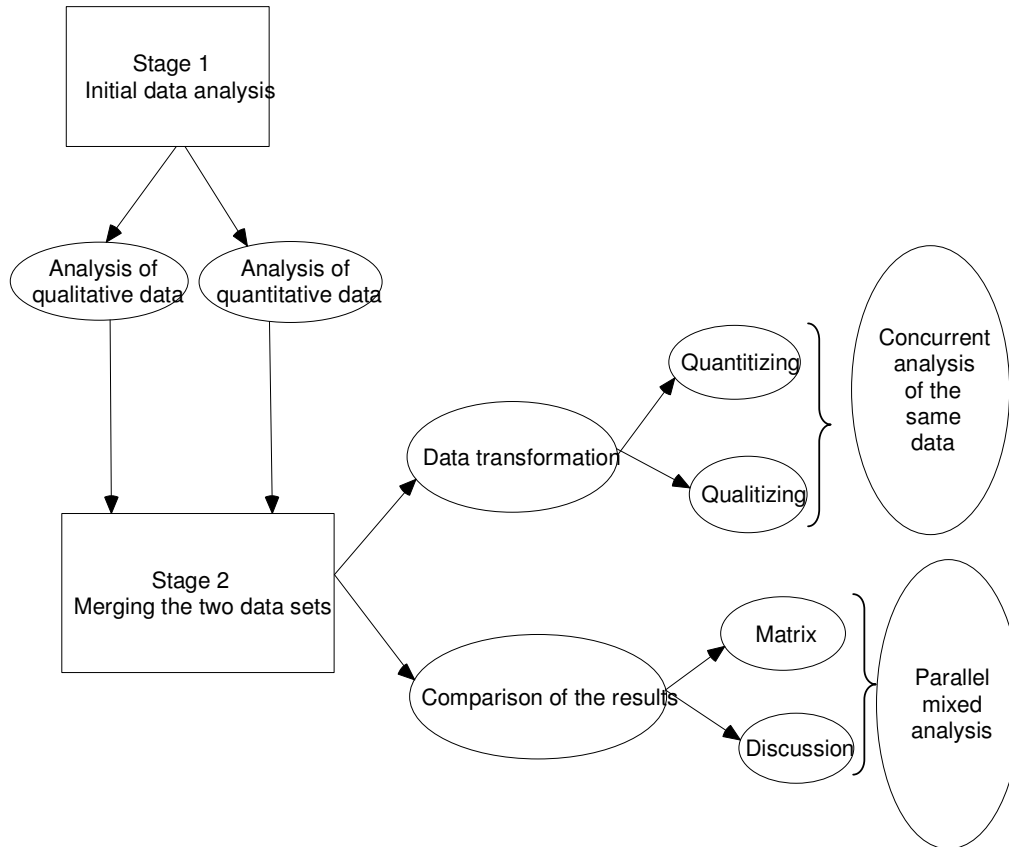 Stage 1
Initial data analysis
Analysis of
qualitative data
Analysis of
quantitative data
Stage 2
Merging the two data sets
Data transformation
Quantitizing
Qualitizing
Concurrent
analysis
of the
same
data
Comparison of the results
Matrix
Discussion
Parallel
mixed
analysis